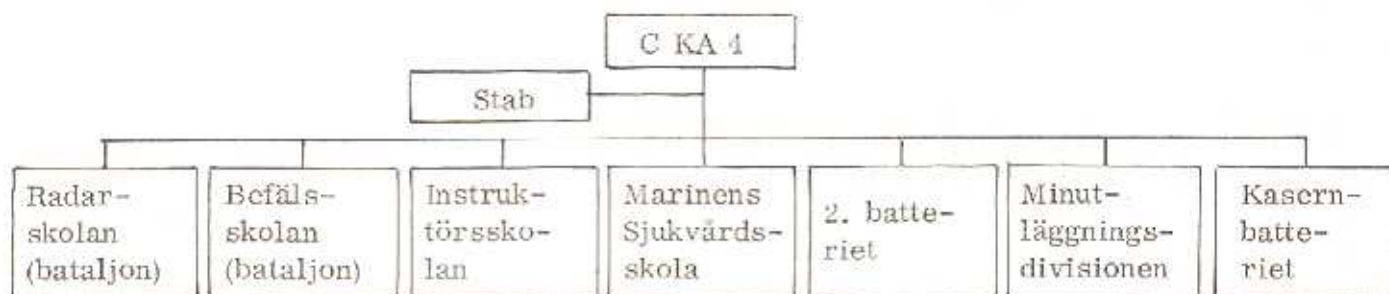 C KA 4
Stab
Radar-
skolan
(bataljon)
Befäls-
skolan
(bataljon)
Instruk-
törssko-
lan
Marinens
Sjukvårds-
skola
2. batte-
riet
Minut-
läggnings-
divisionen
Kasern-
batte-
riet